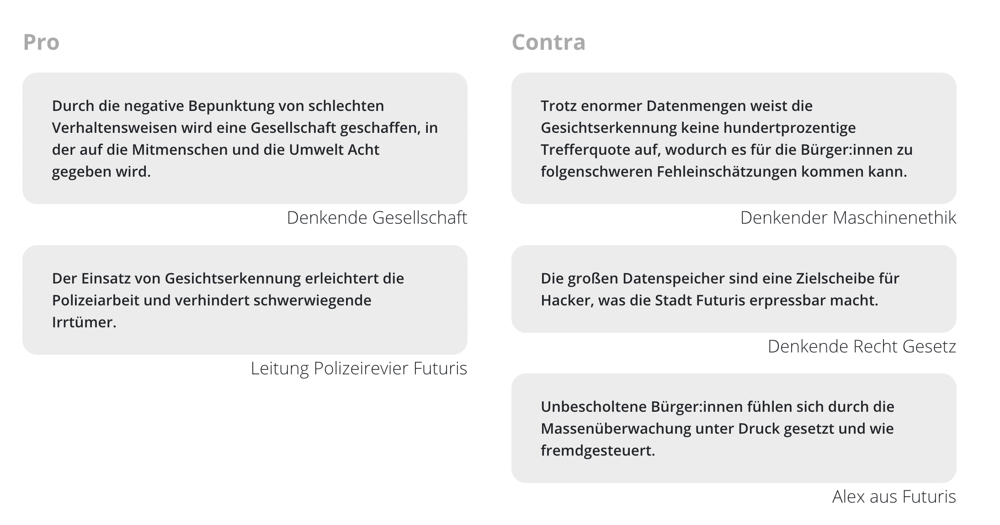 Pro
Durch die negative Bepunktung von schlechten
Verhaltensweisen wird eine Gesellschaft geschaffen, in
der auf die Mitmenschen und die Umwelt Acht
gegeben wird.
Denkende Gesellschaft
Der Einsatz von Gesichtserkennung erleichtert die
Polizeiarbeit und verhindert schwerwiegende
Irrtümer.
Leitung Polizeirevier Futuris
Contra
Trotz enormer Datenmengen weist die
Gesichtserkennung keine hundertprozentige
Trefferquote auf, wodurch es für die Bürger:innen zu
folgenschweren Fehleinschätzungen kommen kann.
Denkender Maschinenethik
Die großen Datenspeicher sind eine Zielscheibe für
Hacker, was die Stadt Futuris erpressbar macht.
Denkende Recht Gesetz
Unbescholtene Bürger:innen fühlen sich durch die
Massenüberwachung unter Druck gesetzt und wie
fremdgesteuert.
Alex aus Futuris